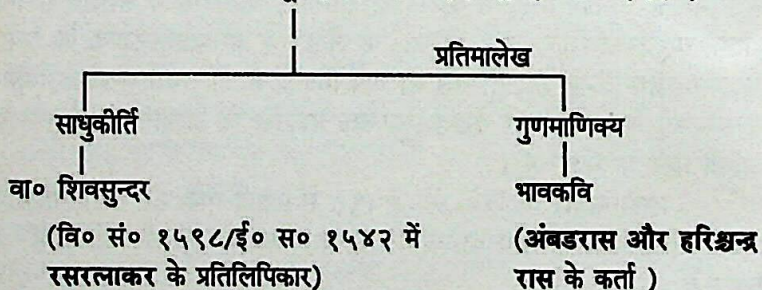 प्रतिमालेख
साधुकीर्ति गुणमाणिक्य
वा० शिवसुन्दर भावकवि
(वि० सं० १५९८/ई० स० १५४२ में (अंबडरास और हरिश्चन्द्र
रसरत्नाकर के प्रतिलिपिकार) रास के कर्ता )